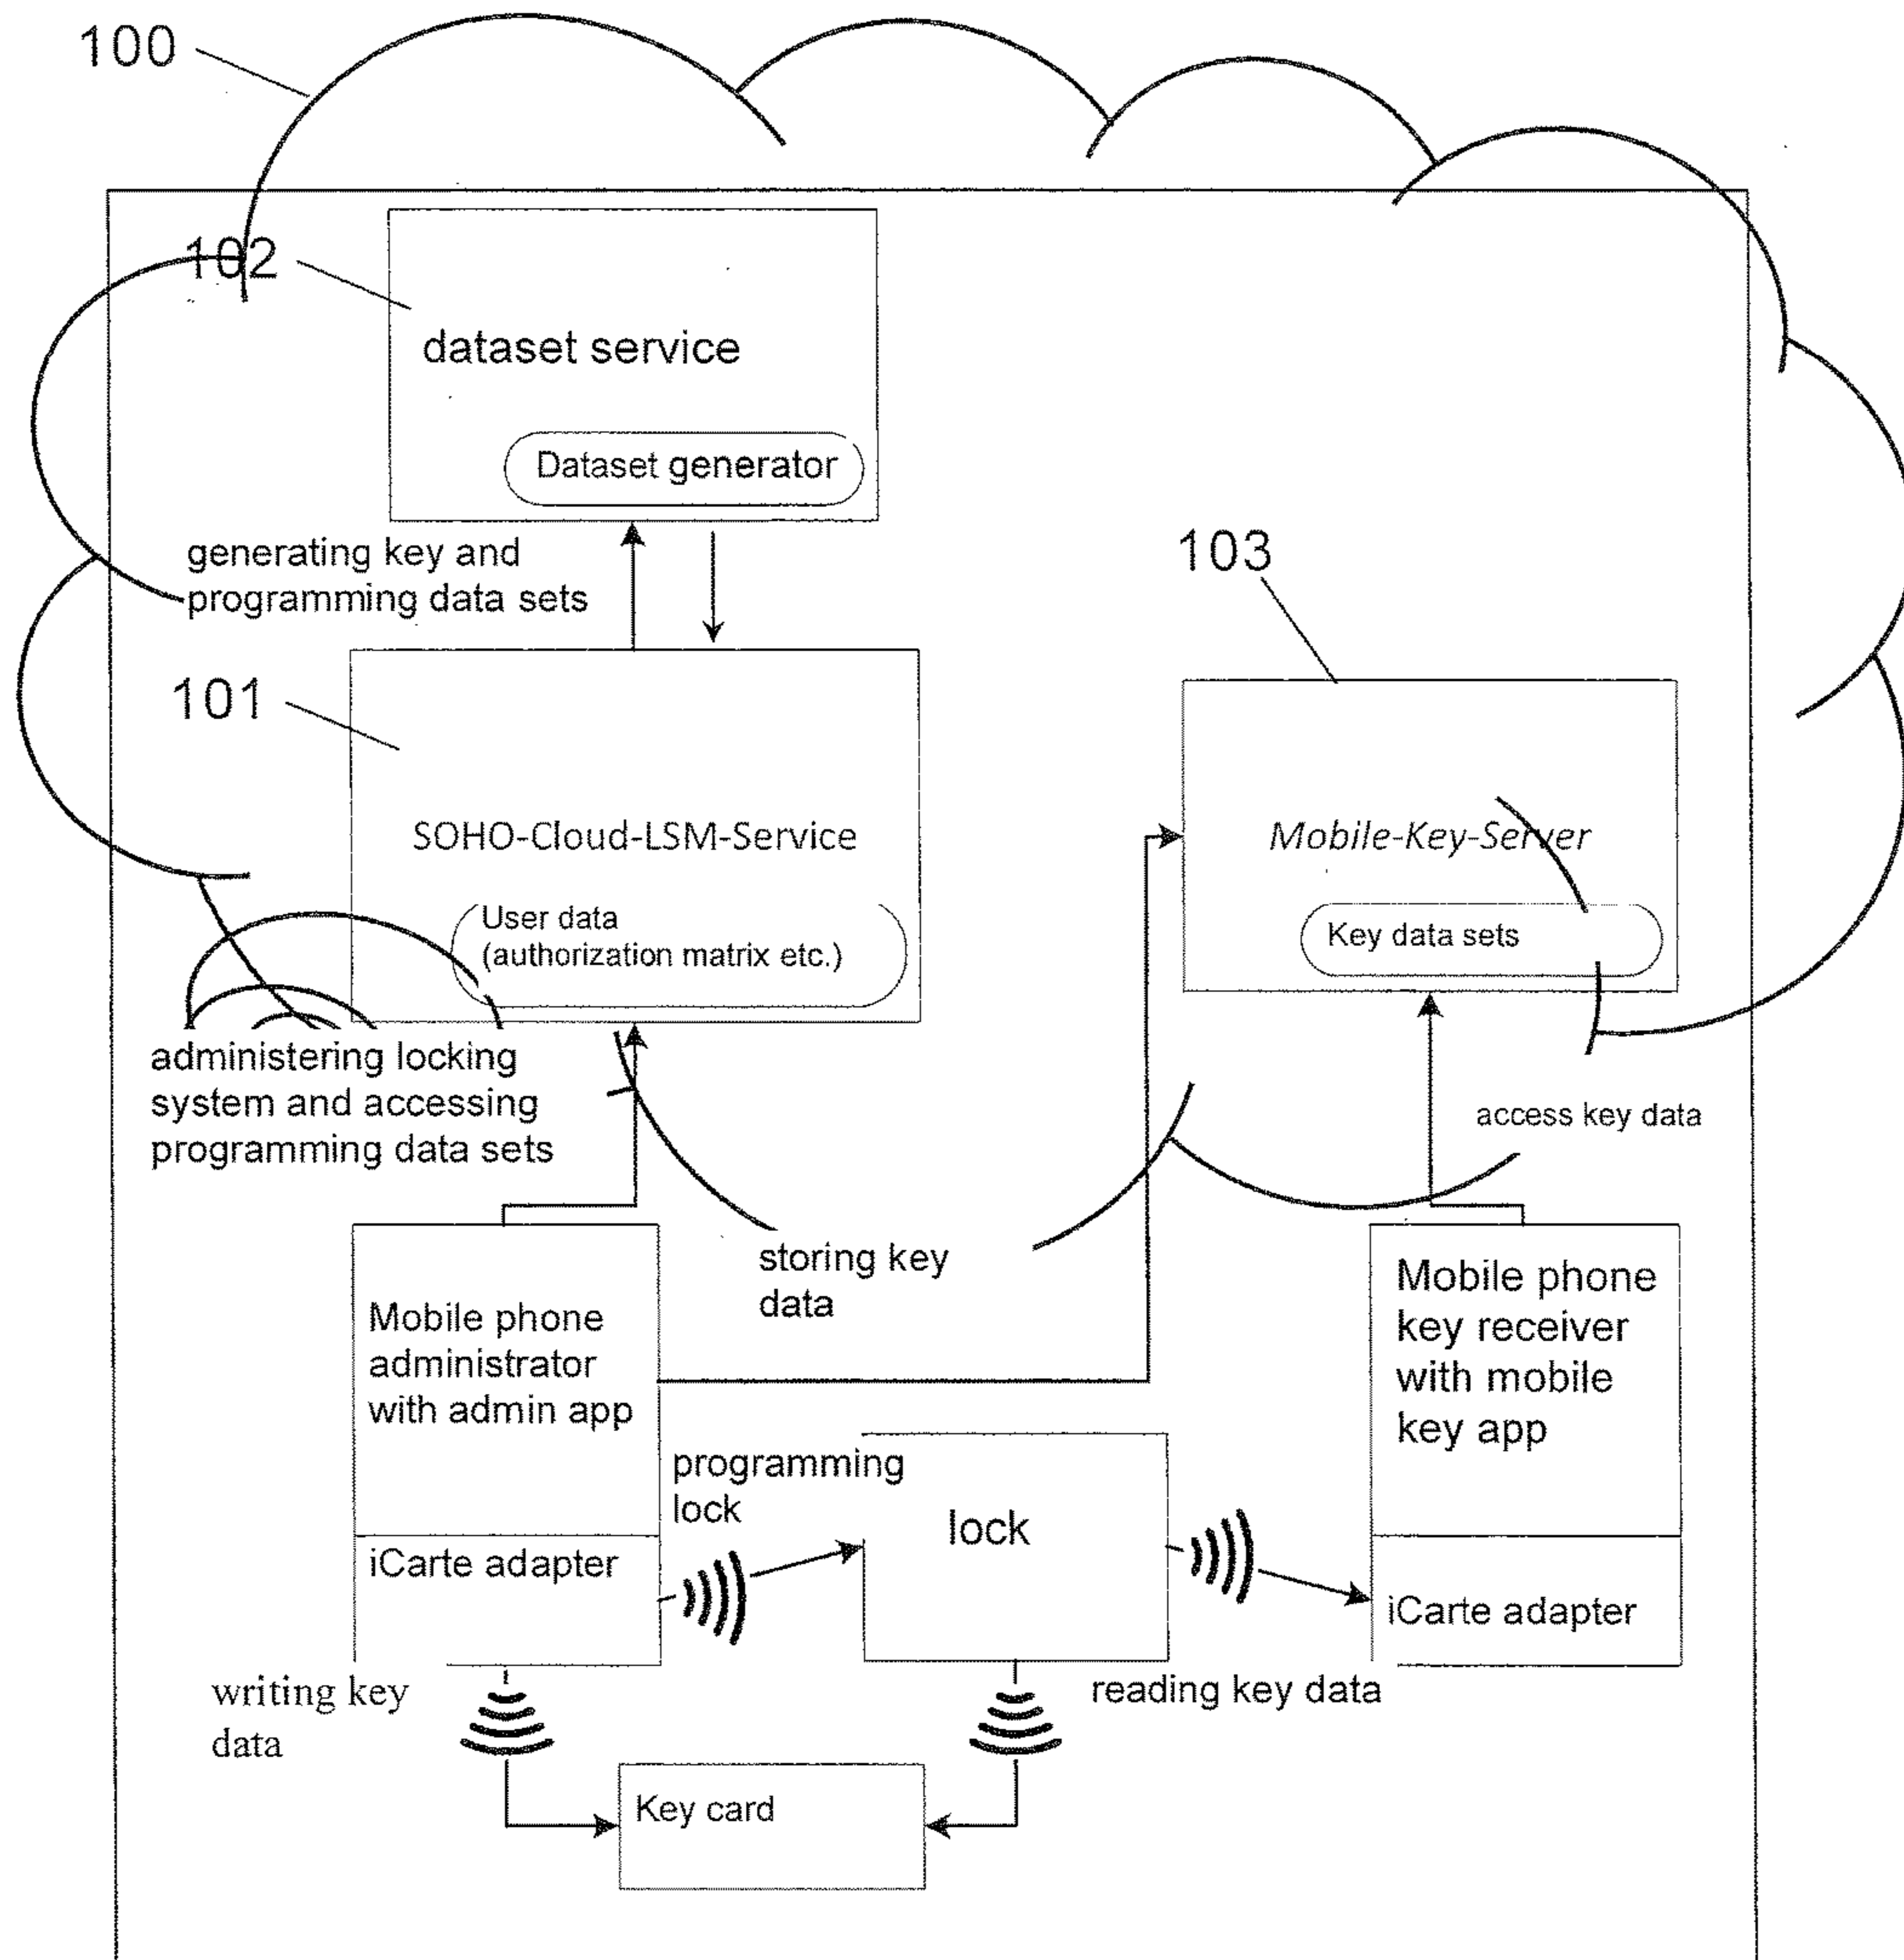 100
102
dataset service
Dataset generator
generating key and
programming data sets
103
101
SOHO-Cloud-LSM-Service
User data
(authorization matrix etc.)
Mobile-Key-Server
Key data sets
administering locking
system and accessing
programming data sets
access key data
storing key
data
Mobile phone
administrator
with admin app
Mobile phone
key receiver
with mobile
key app
programming
lock
lock
iCarte adapter
iCarte adapter
writing key
data
reading key data
Key card